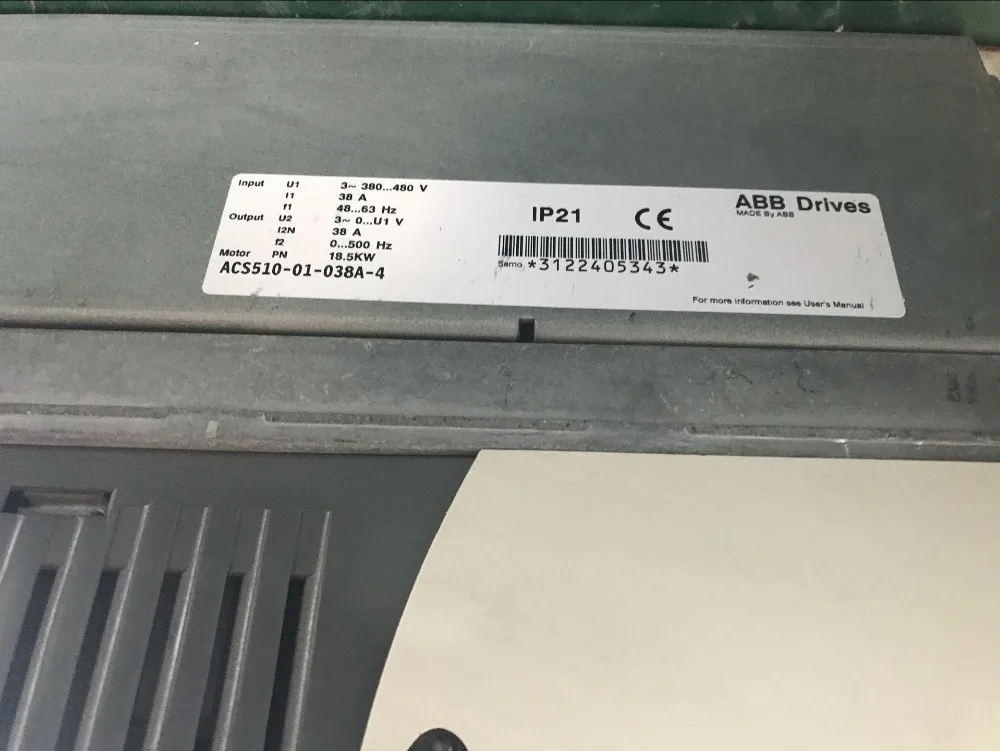 Input U1 3~ 380...480 V
I1 38 A
f1 48...63 Hz
Output U2 3~ 0...U1 V
I2N 38 A
f2 0...500 Hz
Motor PN 18.5KW
ACS510-01-038A-4
IP21 CE
Serno *3122405343*
ABB Drives
MADE By ABB
For more information see User's Manual